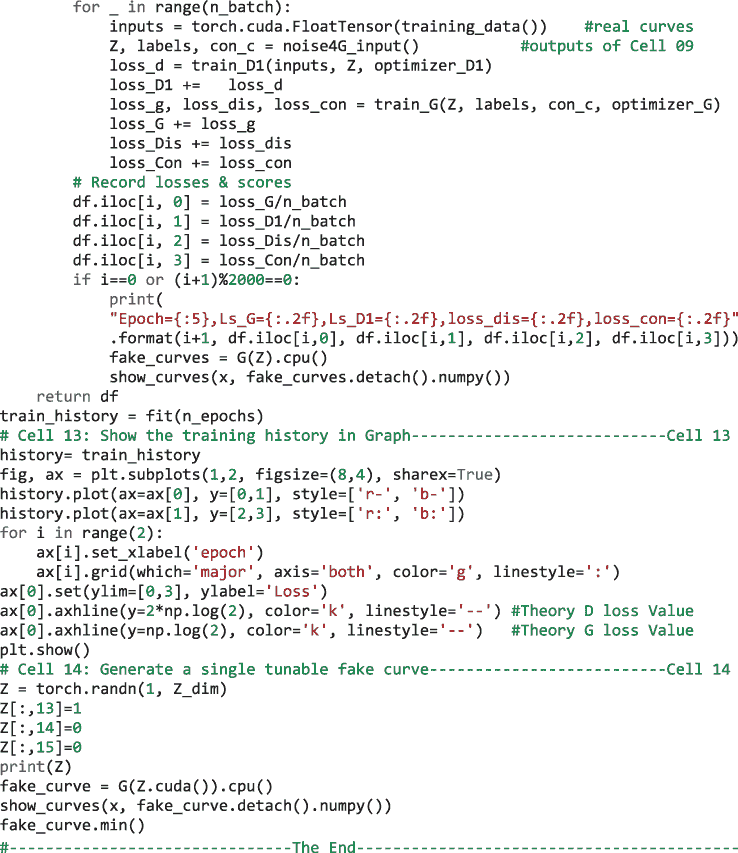 for _ in range(n_batch):
inputs = torch.cuda.FloatTensor(training_data()) #real curves
Z, labels, con_c = noise4G_input() #outputs of Cell 09
loss_d = train_D1(inputs, Z, optimizer_D1)
loss_D1 += loss_d
loss_g, loss_dis, loss_con = train_G(Z, labels, con_c, optimizer_G)
loss_G += loss_g
loss_Dis += loss_dis
loss_Con += loss_con
# Record losses & scores
df.iloc[i, 0] = loss_G/n_batch
df.iloc[i, 1] = loss_D1/n_batch
df.iloc[i, 2] = loss_Dis/n_batch
df.iloc[i, 3] = loss_Con/n_batch
if i==0 or (i+1)%2000==0:
print(
"Epoch={:5},Ls_G={:.2f},Ls_D1={:.2f},loss_dis={:.2f},loss_con={:.2f}"
.format(i+1, df.iloc[i,0], df.iloc[i,1], df.iloc[i,2], df.iloc[i,3]))
fake_curves = G(Z).cpu()
show_curves(x, fake_curves.detach().numpy())
return df
train_history = fit(n_epochs)
# Cell 13: Show the training history in Graph----------------------------Cell 13
history= train_history
fig, ax = plt.subplots(1,2, figsize=(8,4), sharex=True)
history.plot(ax=ax[0], y=[0,1], style=['r-', 'b-'])
history.plot(ax=ax[1], y=[2,3], style=['r:', 'b:'])
for i in range(2):
ax[i].set_xlabel('epoch')
ax[i].grid(which='major', axis='both', color='g', linestyle=':')
ax[0].set(ylim=[0,3], ylabel='Loss')
ax[0].axhline(y=2*np.log(2), color='k', linestyle='--') #Theory D loss Value
ax[0].axhline(y=np.log(2), color='k', linestyle='--') #Theory G loss Value
plt.show()
# Cell 14: Generate a single tunable fake curve--------------------------Cell 14
Z = torch.randn(1, Z_dim)
Z[:,13]=1
Z[:,14]=0
Z[:,15]=0
print(Z)
fake_curve = G(Z.cuda()).cpu()
show_curves(x, fake_curve.detach().numpy())
fake_curve.min()
#-------------------------------The End------------------------------------------